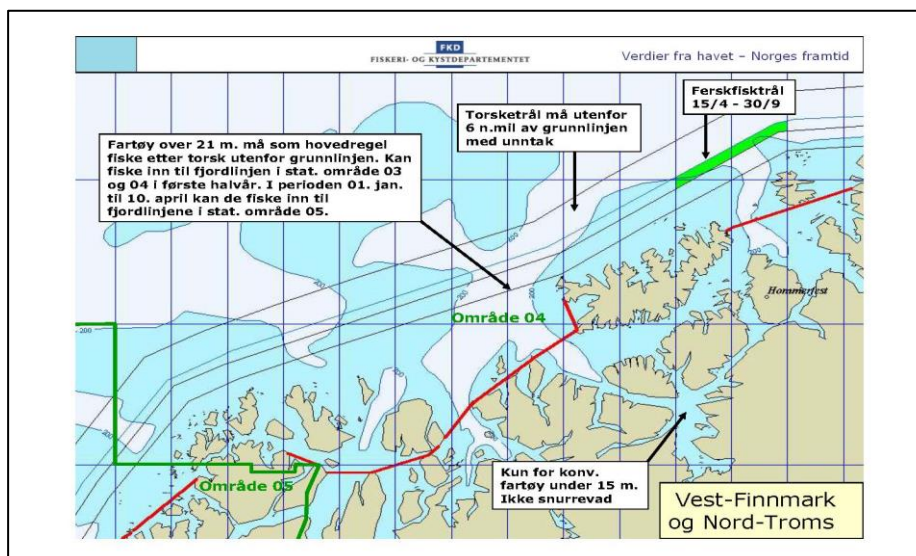 FKD
FISKERI- OG KYSTDEPARTEMENTET
Verdier fra havet – Norges framtid
Ferskfisktrål
15/4 - 30/9
Torsketrål må utenfor
6 n.mil av grunnlinjen
med unntak
Fartøy over 21 m. må som hovedregel
fiske etter torsk utenfor grunnlinjen. Kan
fiske inn til fjordlinjen i stat. område 03
og 04 i første halvår. I perioden 01. jan.
til 10. april kan de fiske inn til
fjordlinjene i stat. område 05.
Hammerfest
Område 04
200
Område 05
Kun for konv.
fartøy under 15 m.
Ikke snurrevad
Vest-Finnmark
og Nord-Troms